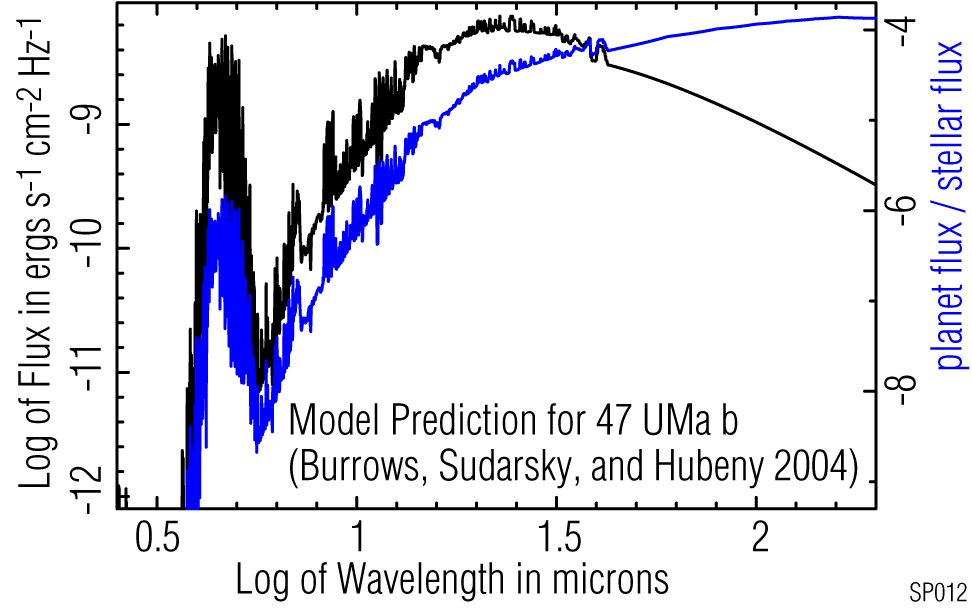 Log of Flux in ergs s-1 cm-2 Hz-1
-9
-10
-11
-12
Model Prediction for 47 UMa b
(Burrows, Sudarsky, and Hubeny 2004)
0.5
1
1.5
2
Log of Wavelength in microns
-4
-6
-8
planet flux / stellar flux
SP012